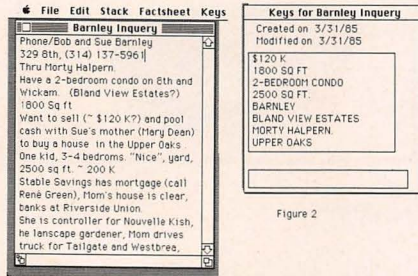 File Edit Stack Factsheet Keys
Barnley Inquery
Phone/Bob and Sue Barnley
329 8th, (314) 137-5961
Thru Morty Halpern.
Have a 2-bedroom condo on 8th and
Wickam. (Bland View Estates?)
1800 Sq ft
Want to sell (~ $120 K?) and pool
cash with Sue's mother (Mary Dean)
to buy a house in the Upper Oaks.
One kid, 3-4 bedroms. "Nice", yard,
2500 sq ft. ~ 200 K
Stable Savings has mortgage (call
Renè Green), Mom's house is clear,
banks at Riverside Union.
She is controller for Nouvelle Kish,
he lanscape gardener, Mom drives
truck for Tailgate and Westbrea,
Keys for Barnley Inquery
Created on 3/31/85
Modified on 3/31/85
$120 K
1800 SQ FT
2-BEDROOM CONDO
2500 SQ FT.
BARNLEY
BLAND VIEW ESTATES
MORTY HALPERN.
UPPER OAKS
Figure 2